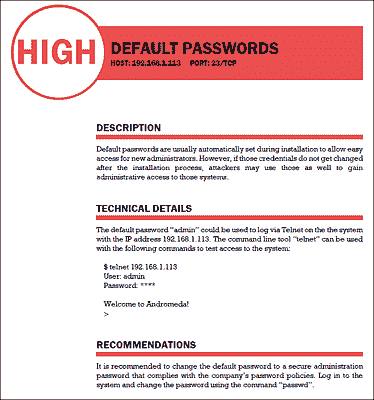 HIGH
DEFAULT PASSWORDS
HOST: 192.168.1.113 PORT: 23/TCP
DESCRIPTION
Default passwords are usually automatically set during installation to allow easy
access for new administrators. However, if those credentials do not get changed
after the installation process, attackers may use those as well to gain
administrative access to those systems.
TECHNICAL DETAILS
The default password "admin" could be used to log via Telnet on the the system
with the IP address 192.168.1.113. The command line tool "telnet" can be used
with the following commands to test access to the system:
$ telnet 192.168.1.113
User: admin
Password: ****
Welcome to Andromeda!
>
RECOMMENDATIONS
It is recommended to change the default password to a secure administration
password that complies with the company's password policies. Log in to the
system and change the password using the command "passwd".